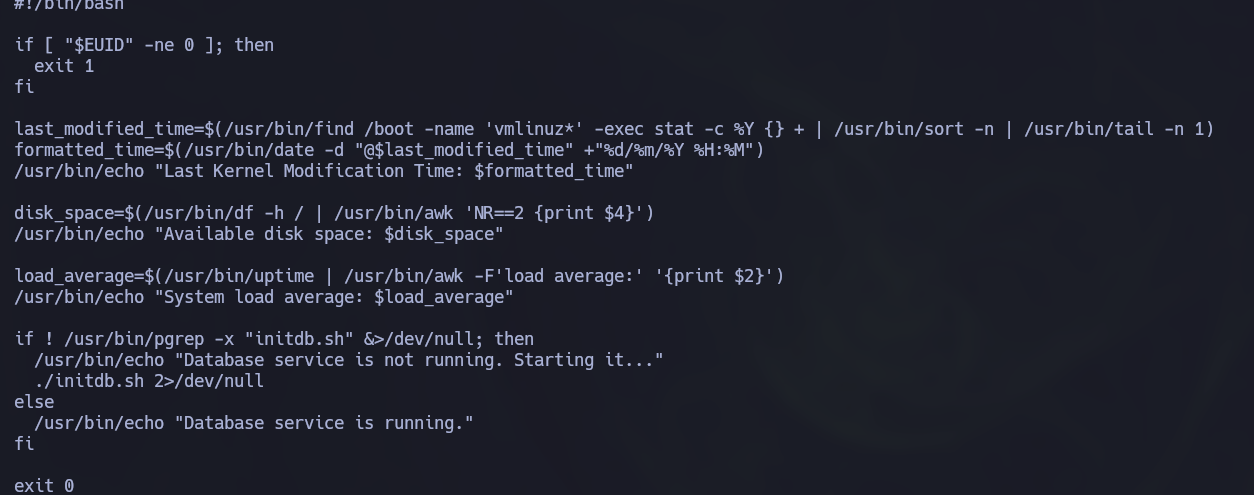 #!/bin/bash
if [ "$EUID" -ne 0 ]; then
  exit 1
fi
last_modified_time=$(/usr/bin/find /boot -name 'vmlinuz*' -exec stat -c %Y {} + | /usr/bin/sort -n | /usr/bin/tail -n 1)
formatted_time=$(/usr/bin/date -d "@$last_modified_time" +"%d/%m/%Y %H:%M")
/usr/bin/echo "Last Kernel Modification Time: $formatted_time"
disk_space=$(/usr/bin/df -h / | /usr/bin/awk 'NR==2 {print $4}')
/usr/bin/echo "Available disk space: $disk_space"
load_average=$(/usr/bin/uptime | /usr/bin/awk -F'load average:' '{print $2}')
/usr/bin/echo "System load average: $load_average"
if ! /usr/bin/pgrep -x "initdb.sh" &>/dev/null; then
  /usr/bin/echo "Database service is not running. Starting it..."
  ./initdb.sh 2>/dev/null
else
  /usr/bin/echo "Database service is running."
fi
exit 0